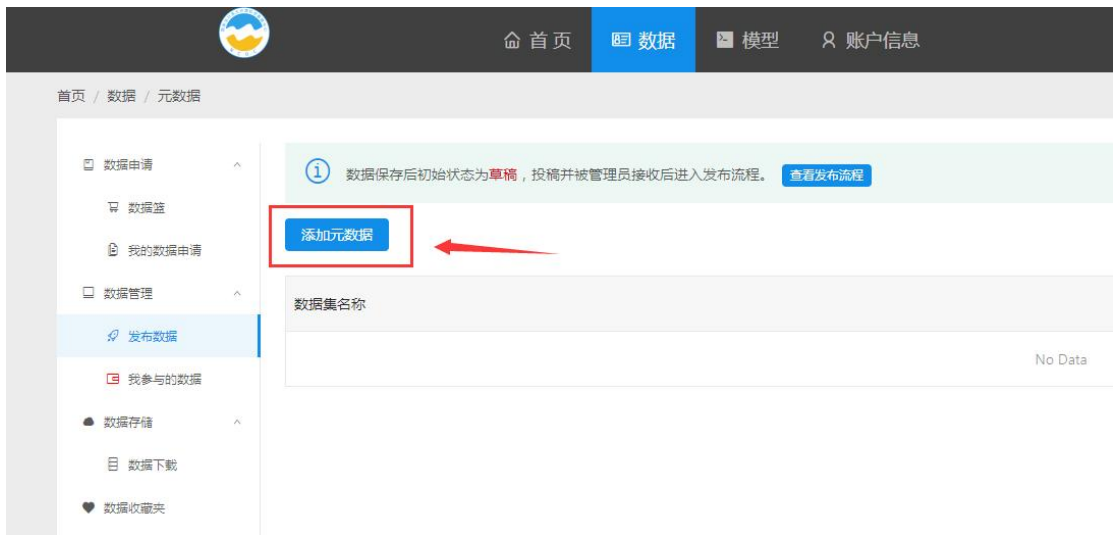 首页 数据 模型 账户信息
首页 / 数据 / 元数据
数据申请
数据篮
我的数据申请
数据管理
发布数据
我参与的数据
数据存储
数据下载
数据收藏夹
数据保存后初始状态为草稿，投稿并被管理员接收后进入发布流程。 查看发布流程
添加元数据
数据集名称
No Data